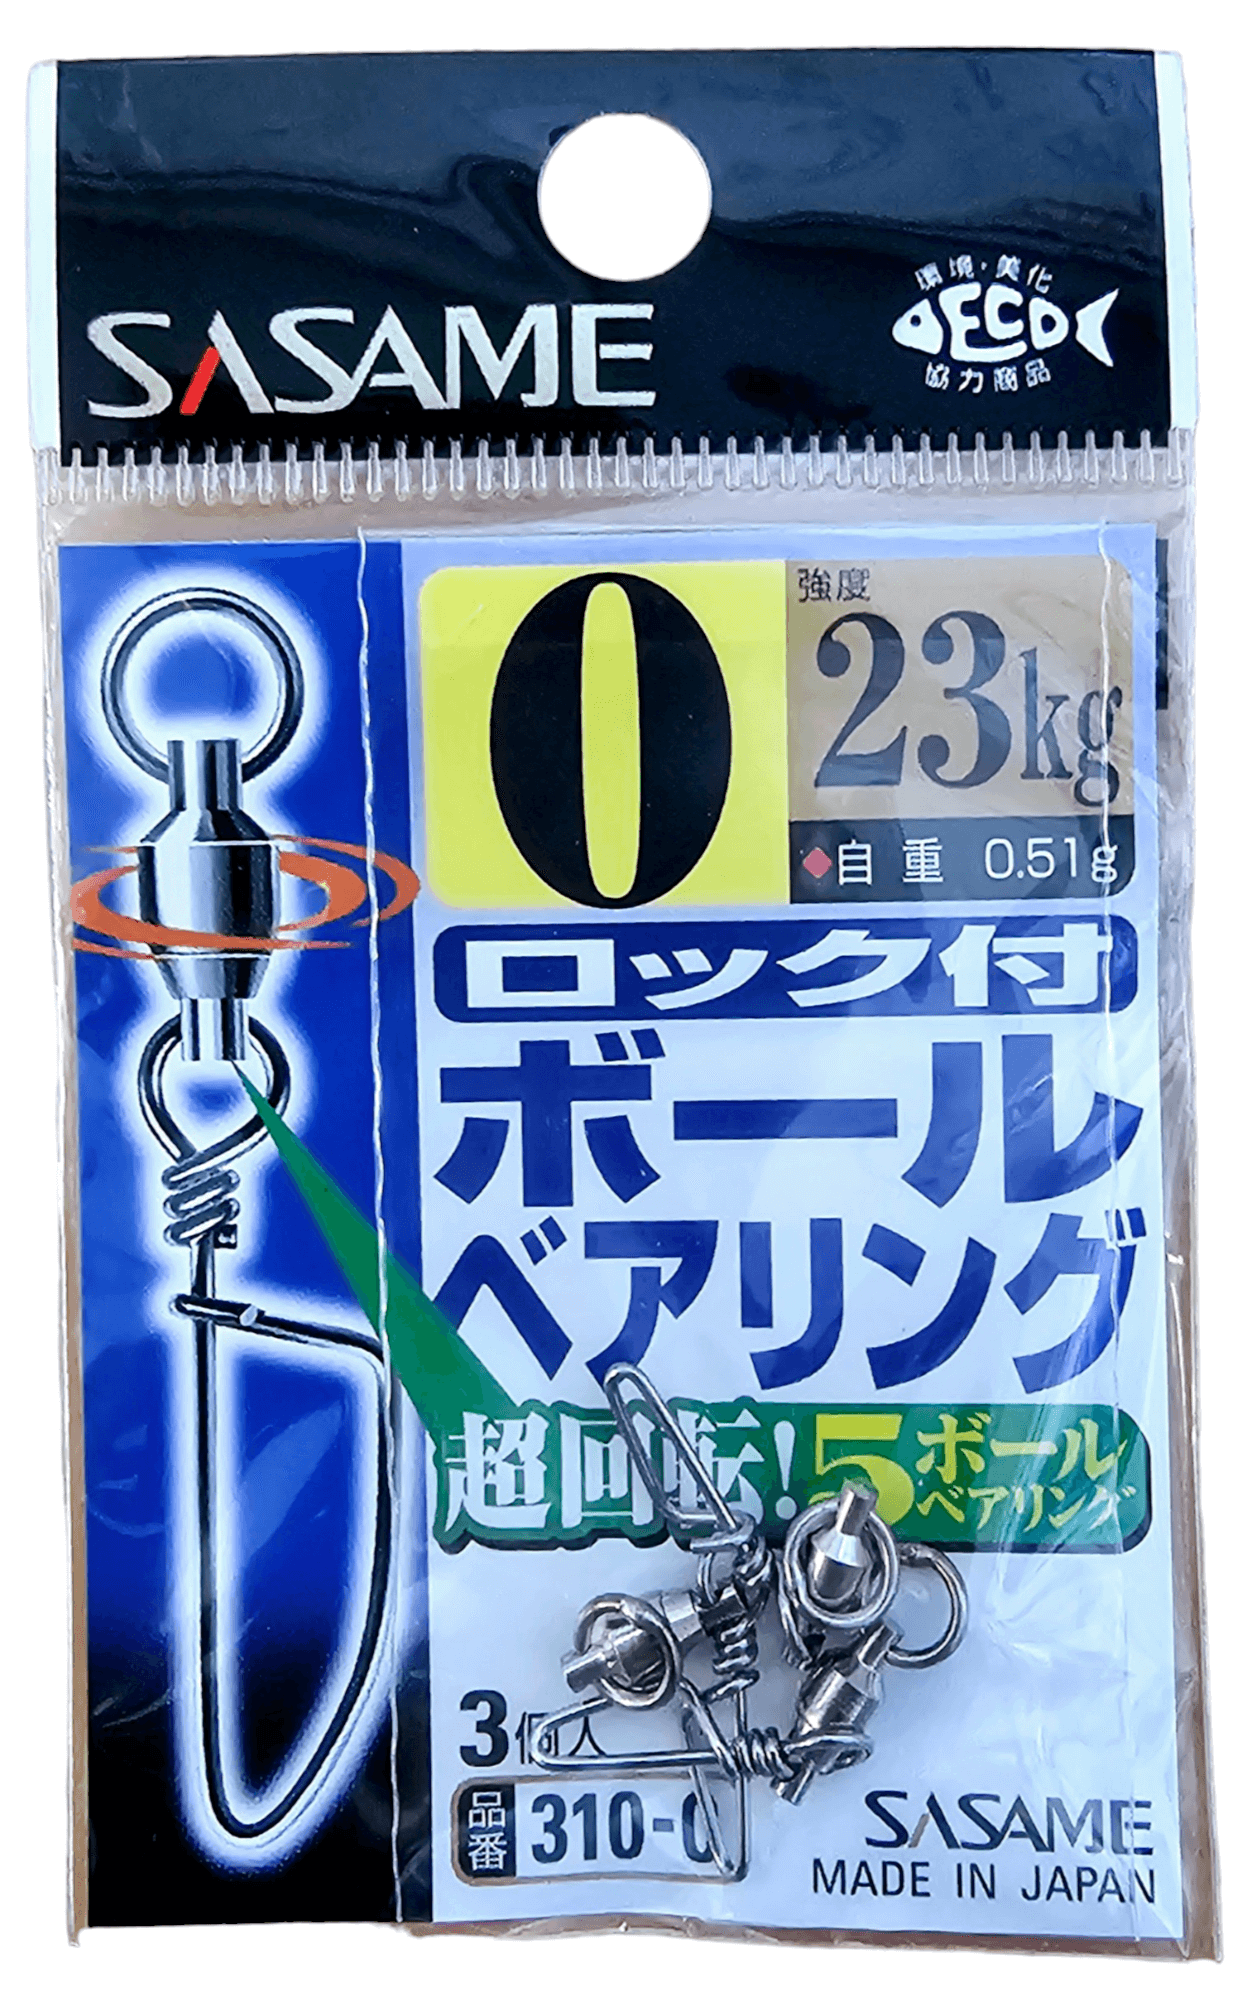 環境・美化
ECO
協力商品
SASAME
0
強度
23kg
自重 0.51g
ロック付
ボール
ベアリング
超回転!5ボール
ベアリング
3個入
品番 310-0
SASAME
MADE IN JAPAN